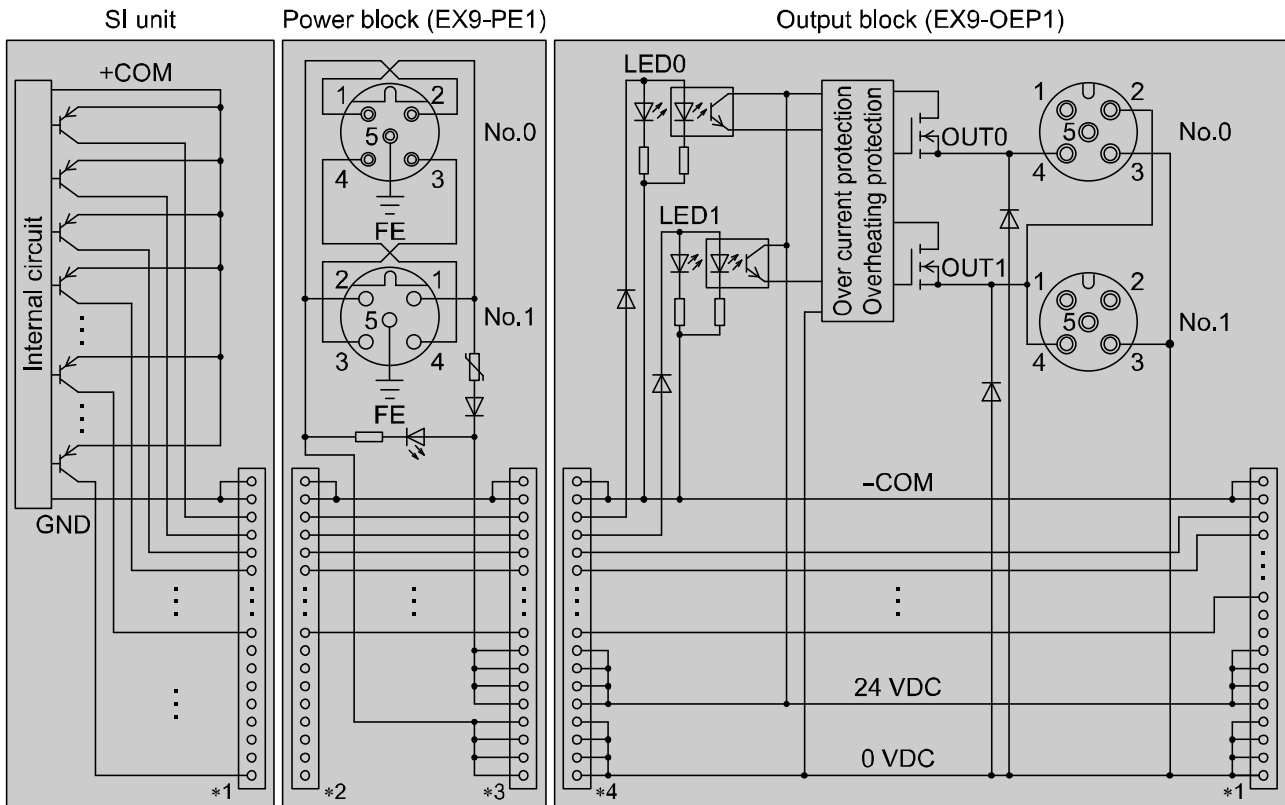 SI unit
Power block (EX9-PE1)
Output block (EX9-OEP1)
+COM
Internal circuit
GND
*1
1
2
5
4
3
No.0
FE
2
1
5
3
4
No.1
FE
*2
*3
LED0
LED1
Over current protection
Overheating protection
OUT0
OUT1
1
2
5
4
3
No.0
1
2
5
4
3
No.1
−COM
24 VDC
0 VDC
*4
*1